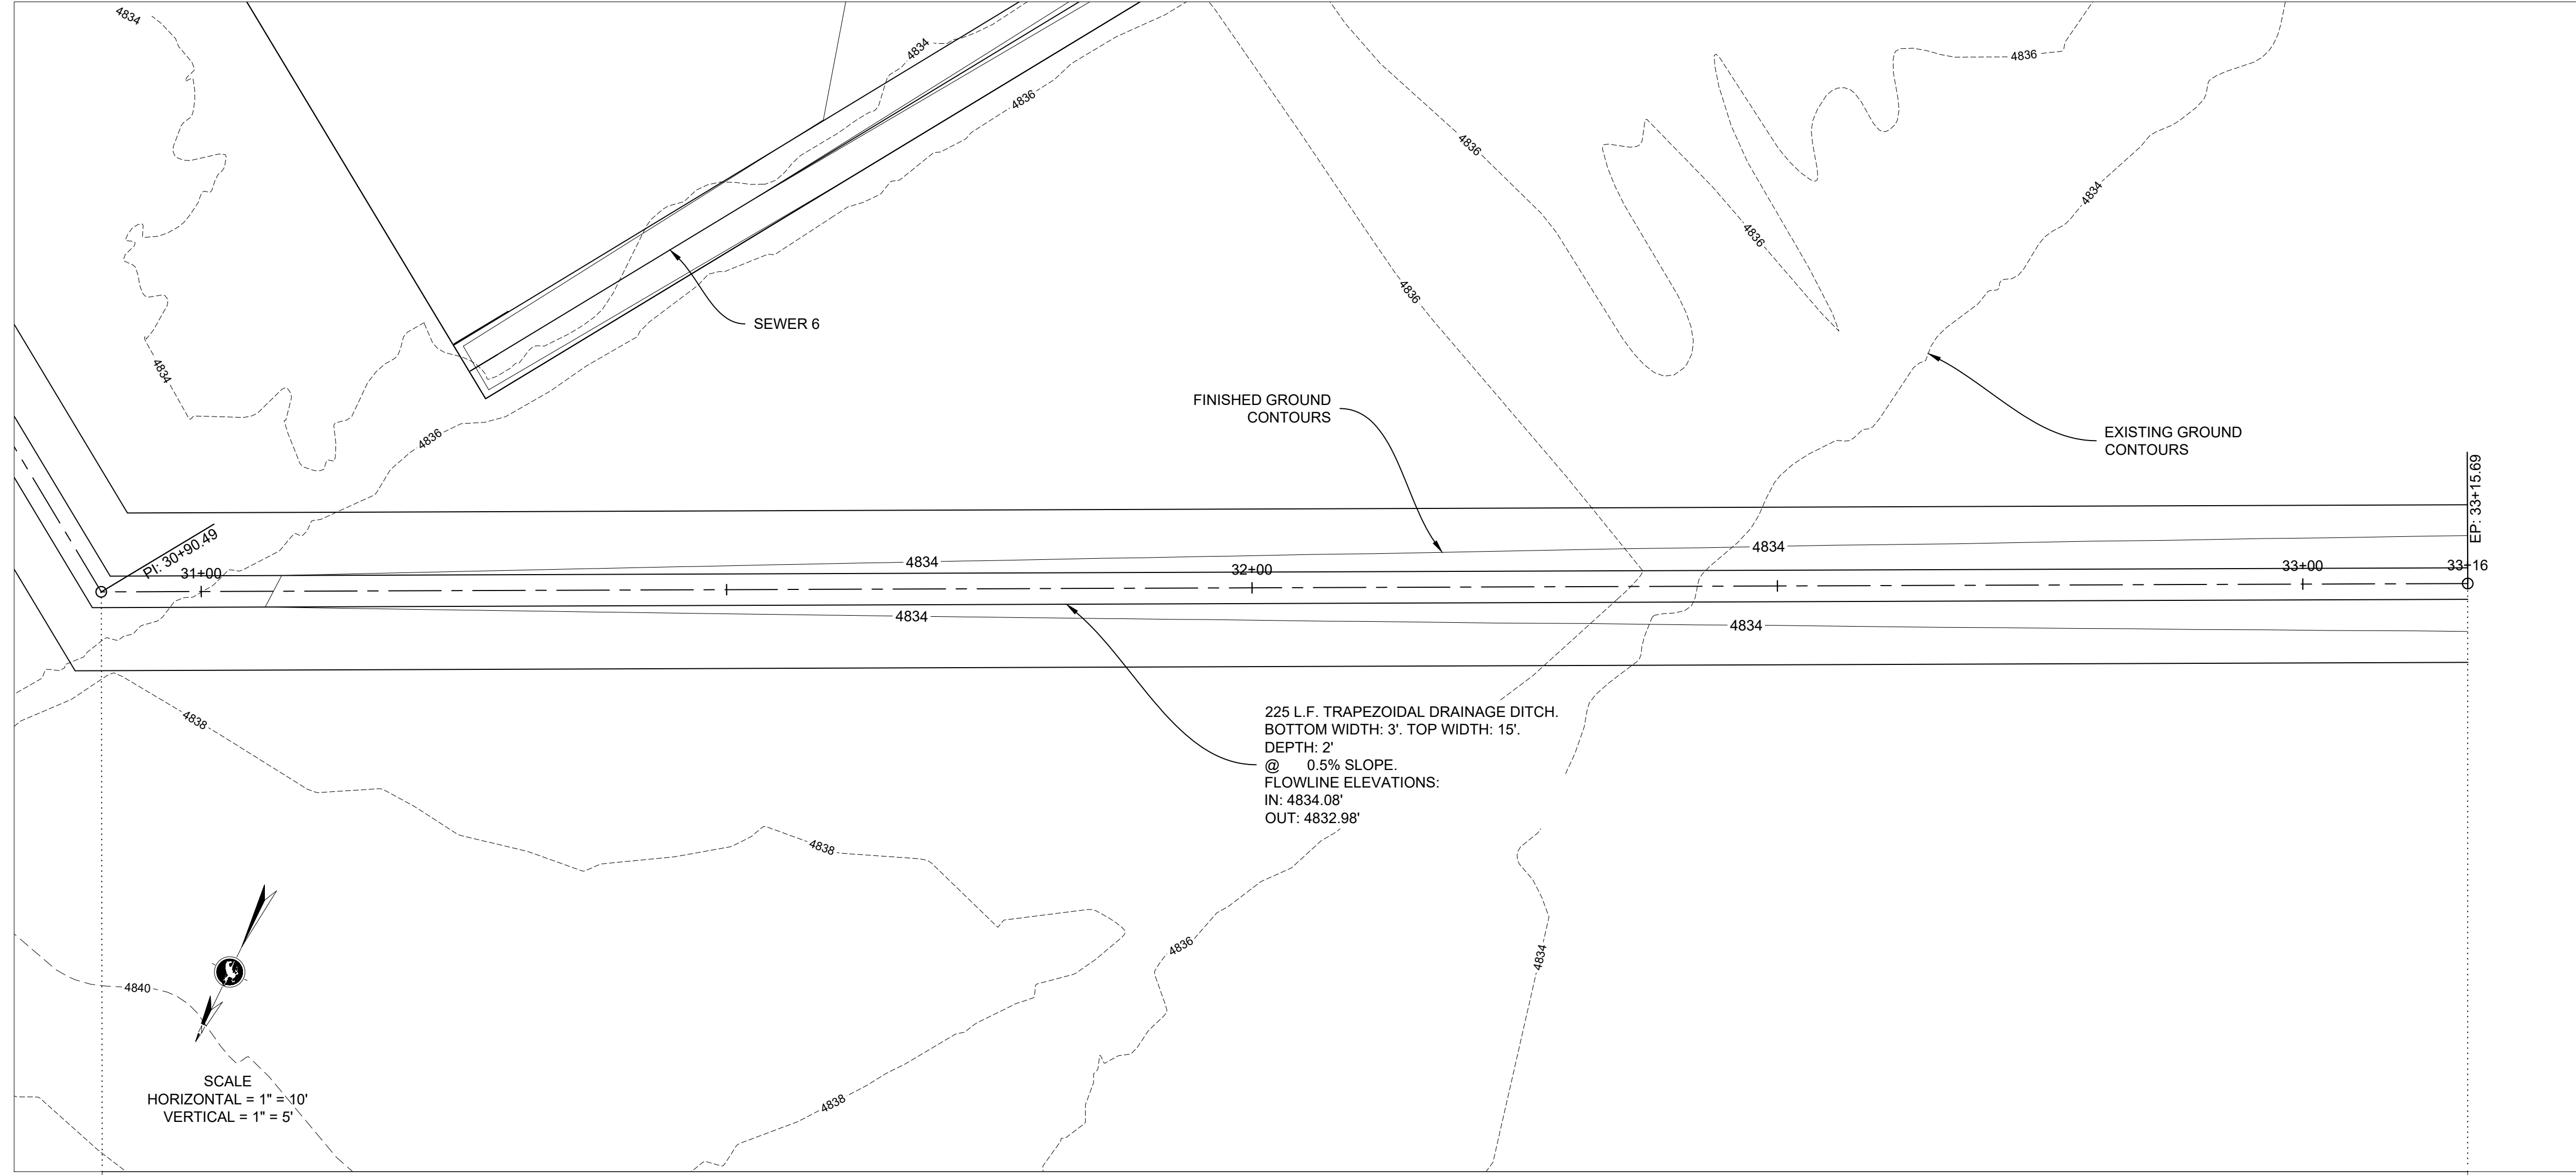 4834
4834
4836
4836
4836
4836
4834
4836
4836
SEWER 6
4834
FINISHED GROUND
CONTOURS
4836
EXISTING GROUND
CONTOURS
EP: 33+15.69
PI: 30+90.49
4834
4834
31+00
32+00
33+00
33+16
4834
4834
4838
225 L.F. TRAPEZOIDAL DRAINAGE DITCH.
BOTTOM WIDTH: 3'. TOP WIDTH: 15'.
DEPTH: 2'
@ 0.5% SLOPE.
FLOWLINE ELEVATIONS:
IN: 4834.08'
OUT: 4832.98'
4838
4836
4834
4840
SCALE
HORIZONTAL = 1" = 10'
VERTICAL = 1" = 5'
4838